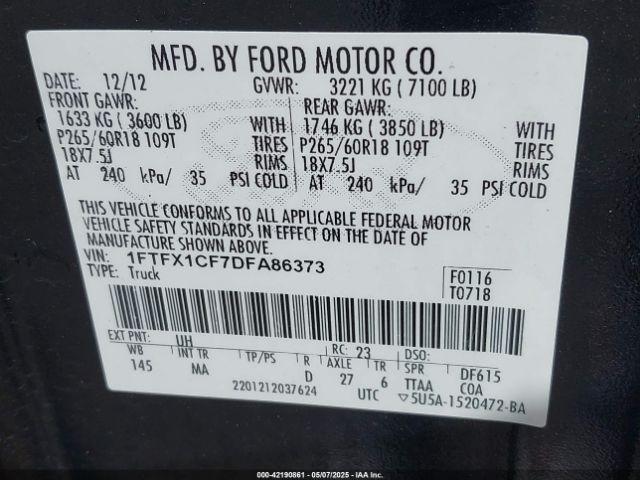 MFD. BY FORD MOTOR CO.
DATE: 12/12 GVWR: 3221 KG ( 7100 LB)
FRONT GAWR: REAR GAWR:
1633 KG ( 3600 LB) WITH 1746 KG ( 3850 LB) WITH
P265/60R18 109T TIRES P265/60R18 109T TIRES
18X7.5J RIMS 18X7.5J RIMS
AT 240 kPa/ 35 PSI COLD AT 240 kPa/ 35 PSI COLD
THIS VEHICLE CONFORMS TO ALL APPLICABLE FEDERAL MOTOR
VEHICLE SAFETY STANDARDS IN EFFECT ON THE DATE OF
MANUFACTURE SHOWN ABOVE.
VIN: 1FTFX1CF7DFA86373
TYPE: Truck
F0116
T0718
EXT PNT: UH RC: 23 DSO:
WB INT TR TP/PS R AXLE TR SPR DF615
145 MA D 27 6 TTAA COA
2201212037624 UTC ▽5U5A-1520472-BA
000-42190861 - 05/07/2025 - IAAI.COM